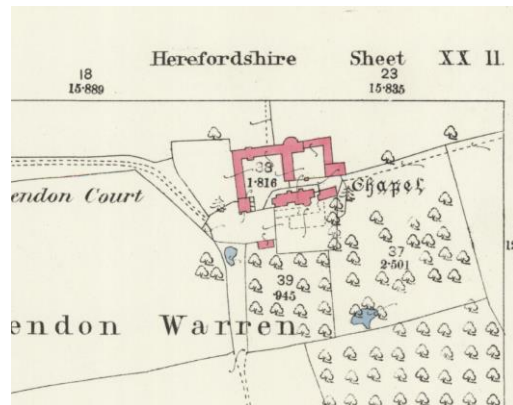 Herefordshire Sheet XX II.
18
15·889
23
15·835
38
1·816
Chapel
endon Court
37
2·501
39
·945
endon Warren